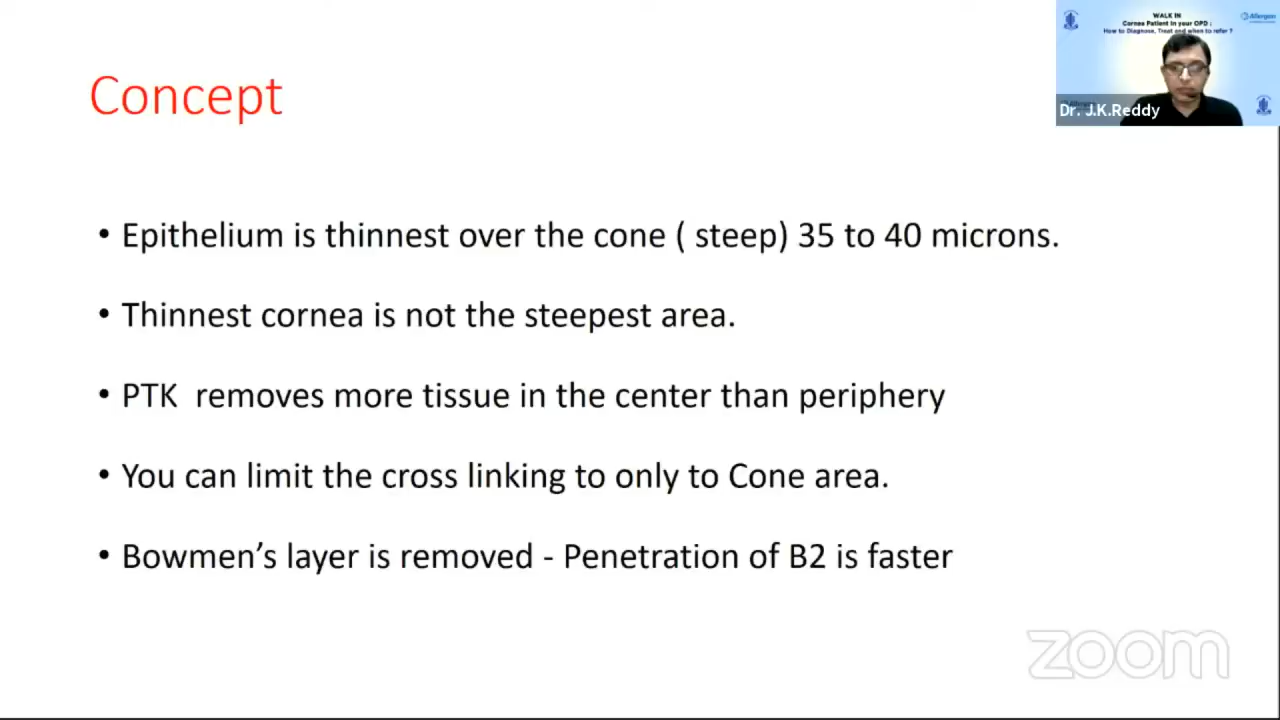 WALK IN
Cornea Patient in your OPD :
How to Diagnose, Treat and when to refer ?
Allergan
Dr. J.K.Reddy
Concept
• Epithelium is thinnest over the cone ( steep) 35 to 40 microns.
• Thinnest cornea is not the steepest area.
• PTK  removes more tissue in the center than periphery
• You can limit the cross linking to only to Cone area.
• Bowmen’s layer is removed - Penetration of B2 is faster
zoom